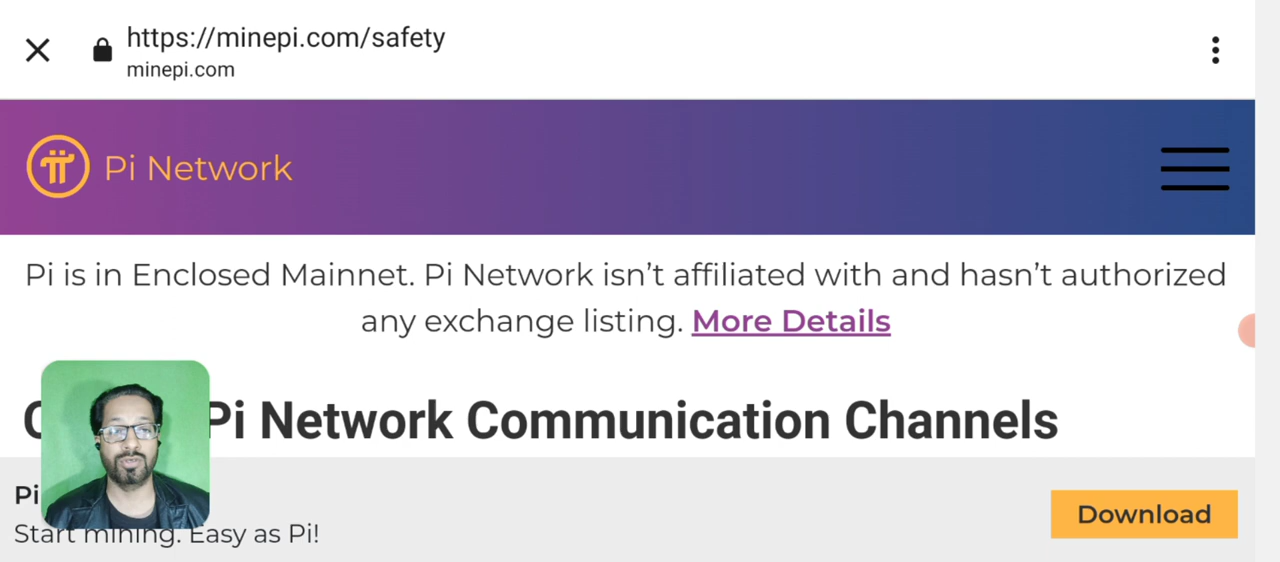 https://minepi.com/safety
minepi.com
Pi Network
Pi is in Enclosed Mainnet. Pi Network isn't affiliated with and hasn't authorized
any exchange listing. More Details
Pi Network Communication Channels
Pi
Start mining. Easy as Pi!
Download